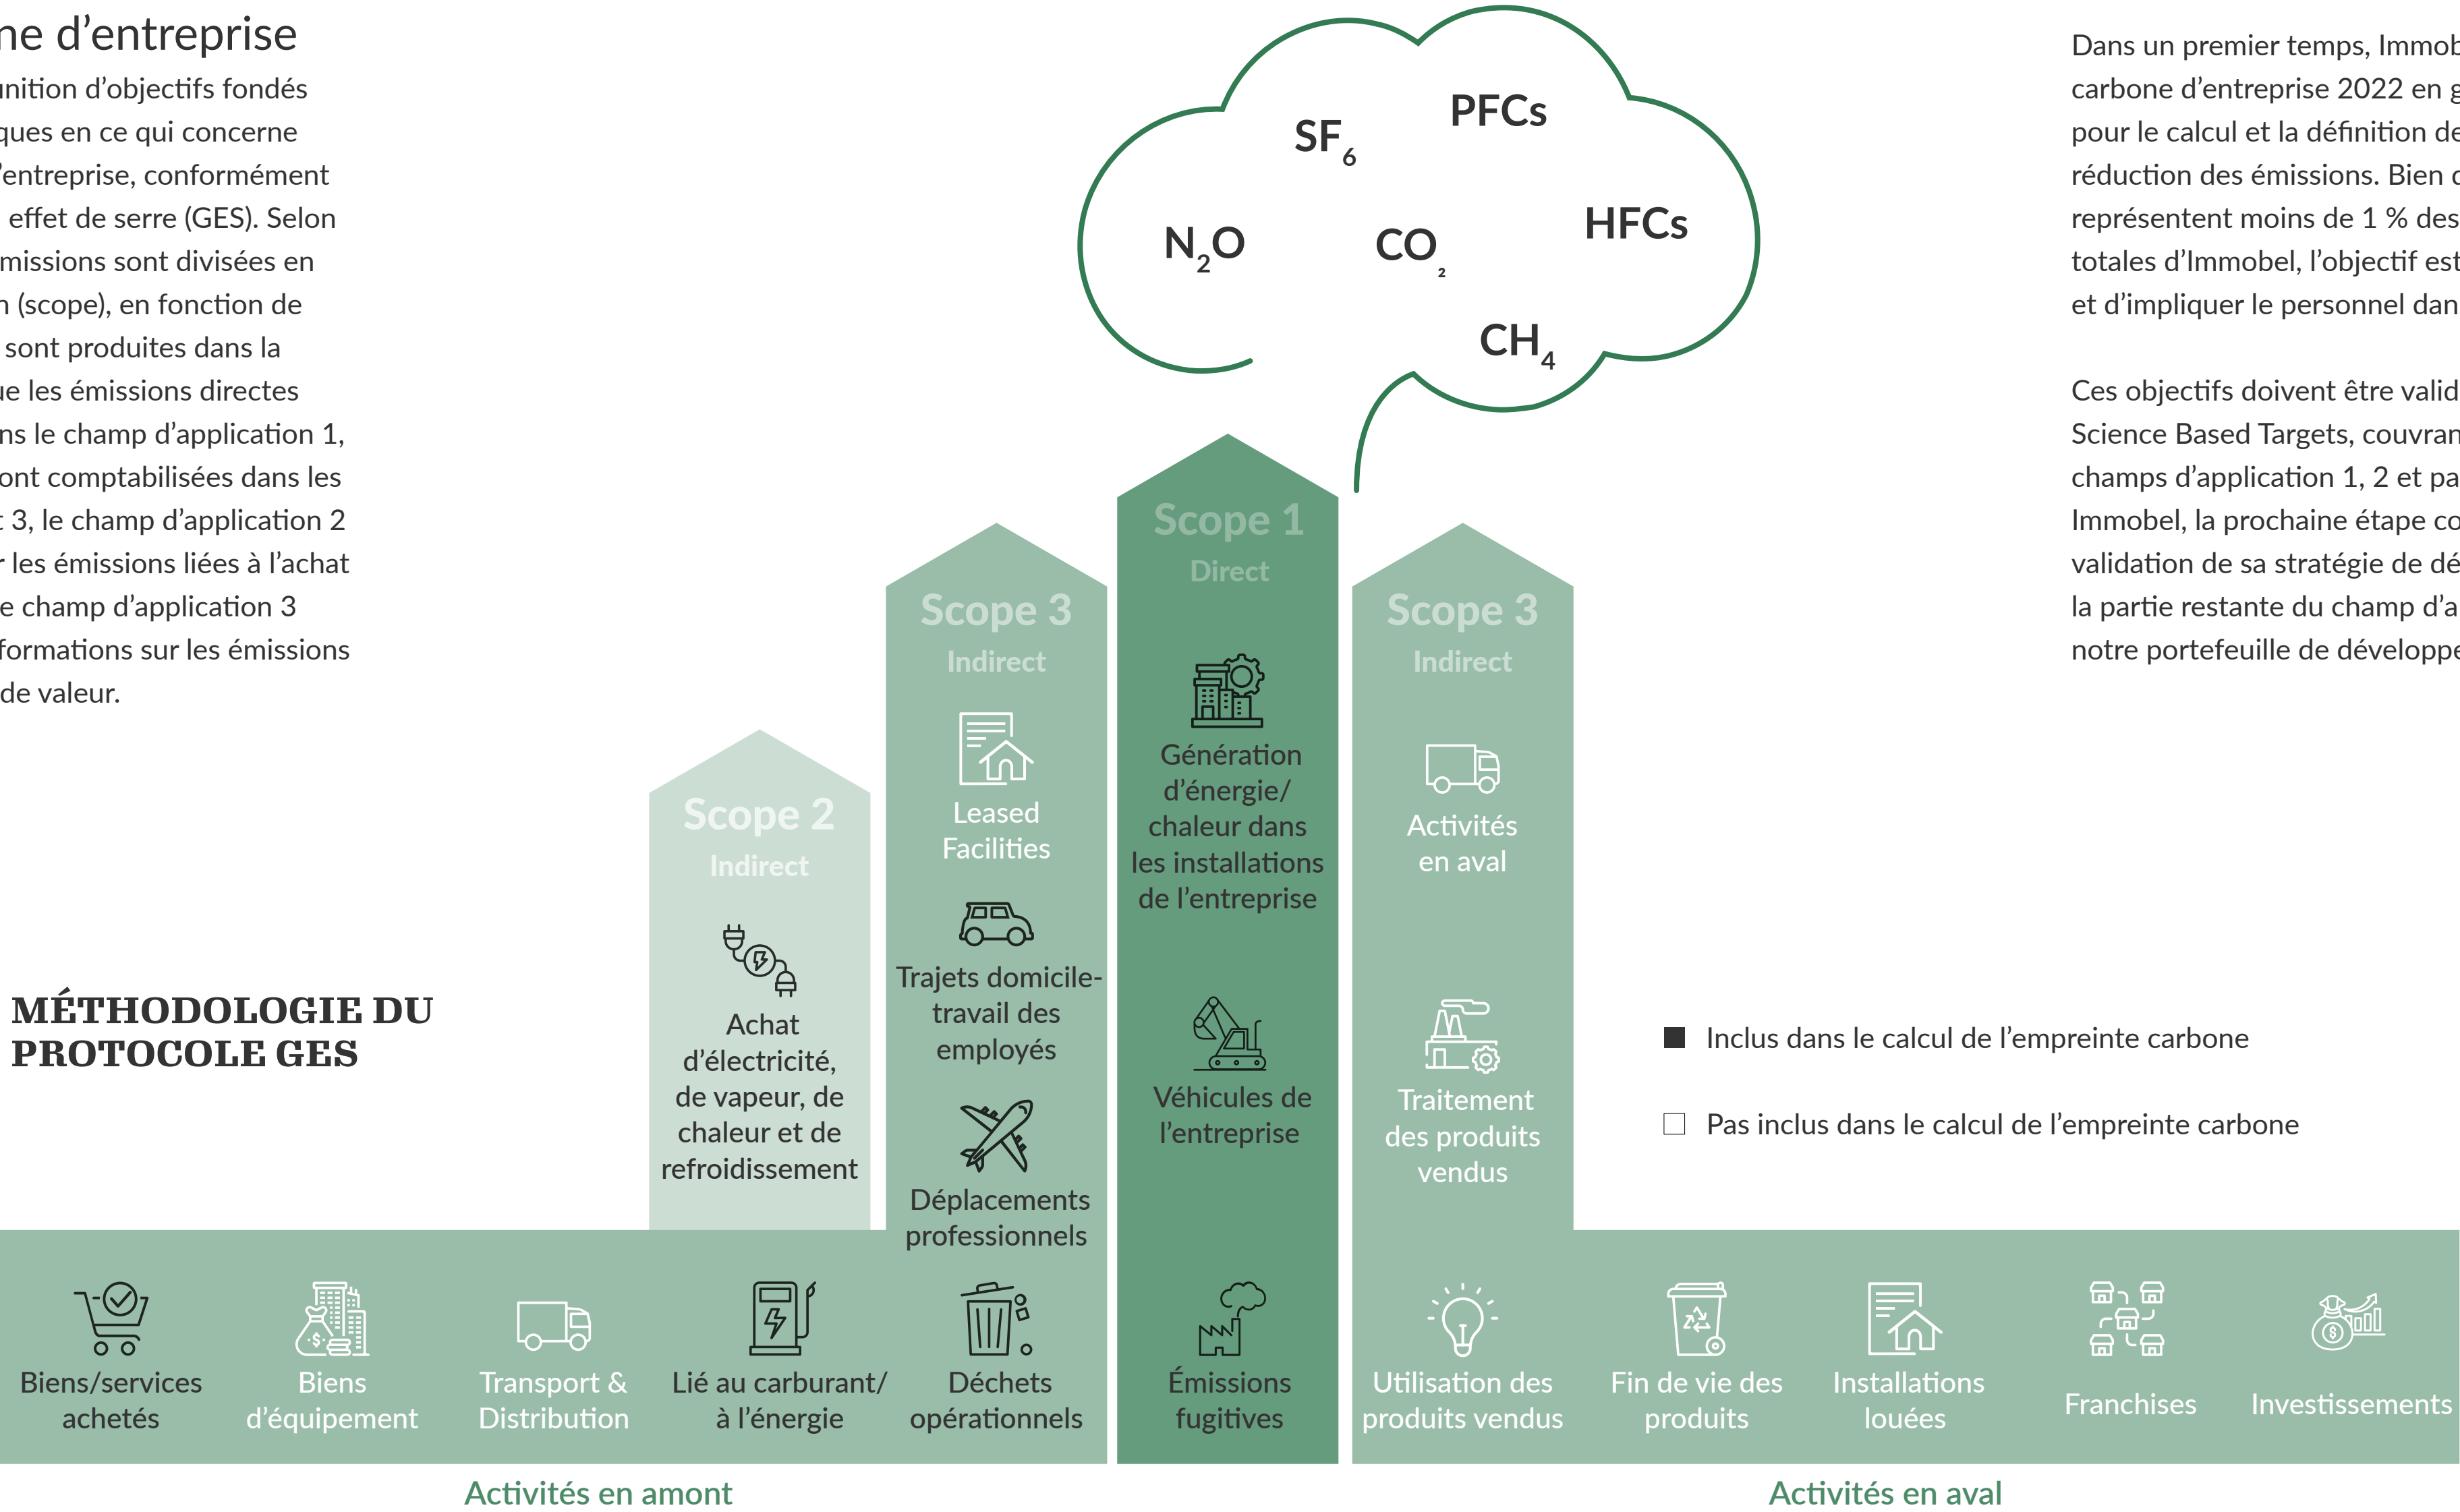 ne d’entreprise
nition d’objectifs fondés
ques en ce qui concerne
’entreprise, conformément
effet de serre (GES). Selon
missions sont divisées en
n (scope), en fonction de
sont produites dans la
ue les émissions directes
ns le champ d’application 1,
ont comptabilisées dans les
t 3, le champ d’application 2
r les émissions liées à l’achat
e champ d’application 3
formations sur les émissions
de valeur.
SF6
PFCs
N2O
CO2
HFCs
CH4
Dans un premier temps, Immob
carbone d’entreprise 2022 en g
pour le calcul et la définition de
réduction des émissions. Bien
représentent moins de 1 % des
totales d’Immobel, l’objectif est
et d’impliquer le personnel dan
Ces objectifs doivent être valid
Science Based Targets, couvran
champs d’application 1, 2 et pa
Immobel, la prochaine étape co
validation de sa stratégie de dé
la partie restante du champ d’a
notre portefeuille de développe
MÉTHODOLOGIE DU
PROTOCOLE GES
Scope 2
Indirect
Achat
d’électricité,
de vapeur, de
chaleur et de
refroidissement
Scope 3
Indirect
Leased
Facilities
Trajets domicile-
travail des
employés
Déplacements
professionnels
Scope 1
Direct
Génération
d’énergie/
chaleur dans
les installations
de l’entreprise
Véhicules de
l’entreprise
Scope 3
Indirect
Activités
en aval
Traitement
des produits
vendus
Inclus dans le calcul de l’empreinte carbone
Pas inclus dans le calcul de l’empreinte carbone
Biens/services
achetés
Biens
d’équipement
Transport &
Distribution
Lié au carburant/
à l’énergie
Déchets
opérationnels
Émissions
fugitives
Utilisation des
produits vendus
Fin de vie des
produits
Installations
louées
Franchises
Investissements
Activités en amont
Activités en aval